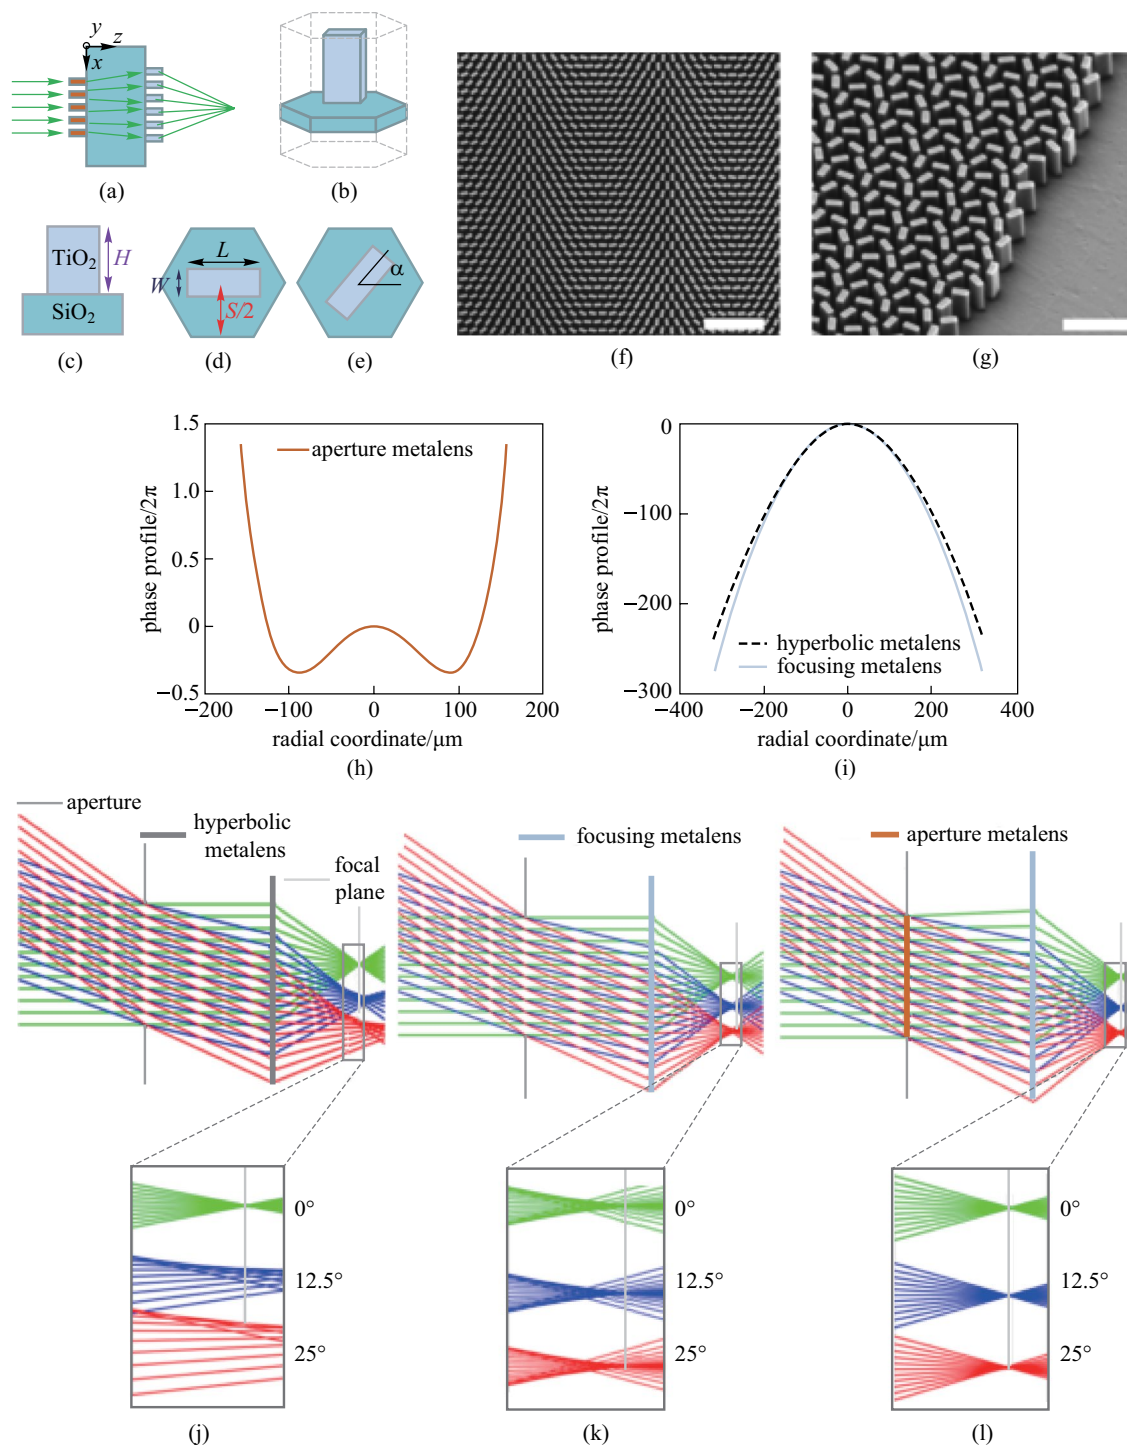 y
z
x
(a)
(b)
TiO2
H
SiO2
(c)
L
W
S/2
(d)
α
(e)
(f)
(g)
1.5
1.0
0.5
0
−0.5
−200
−100
0
100
200
phase profile/2π
aperture metalens
radial coordinate/μm
(h)
0
−100
−200
−300
−400
−200
0
200
400
phase profile/2π
hyperbolic metalens
focusing metalens
radial coordinate/μm
(i)
aperture
hyperbolic
metalens
focal
plane
focusing metalens
aperture metalens
0°
12.5°
25°
(j)
0°
12.5°
25°
(k)
0°
12.5°
25°
(l)